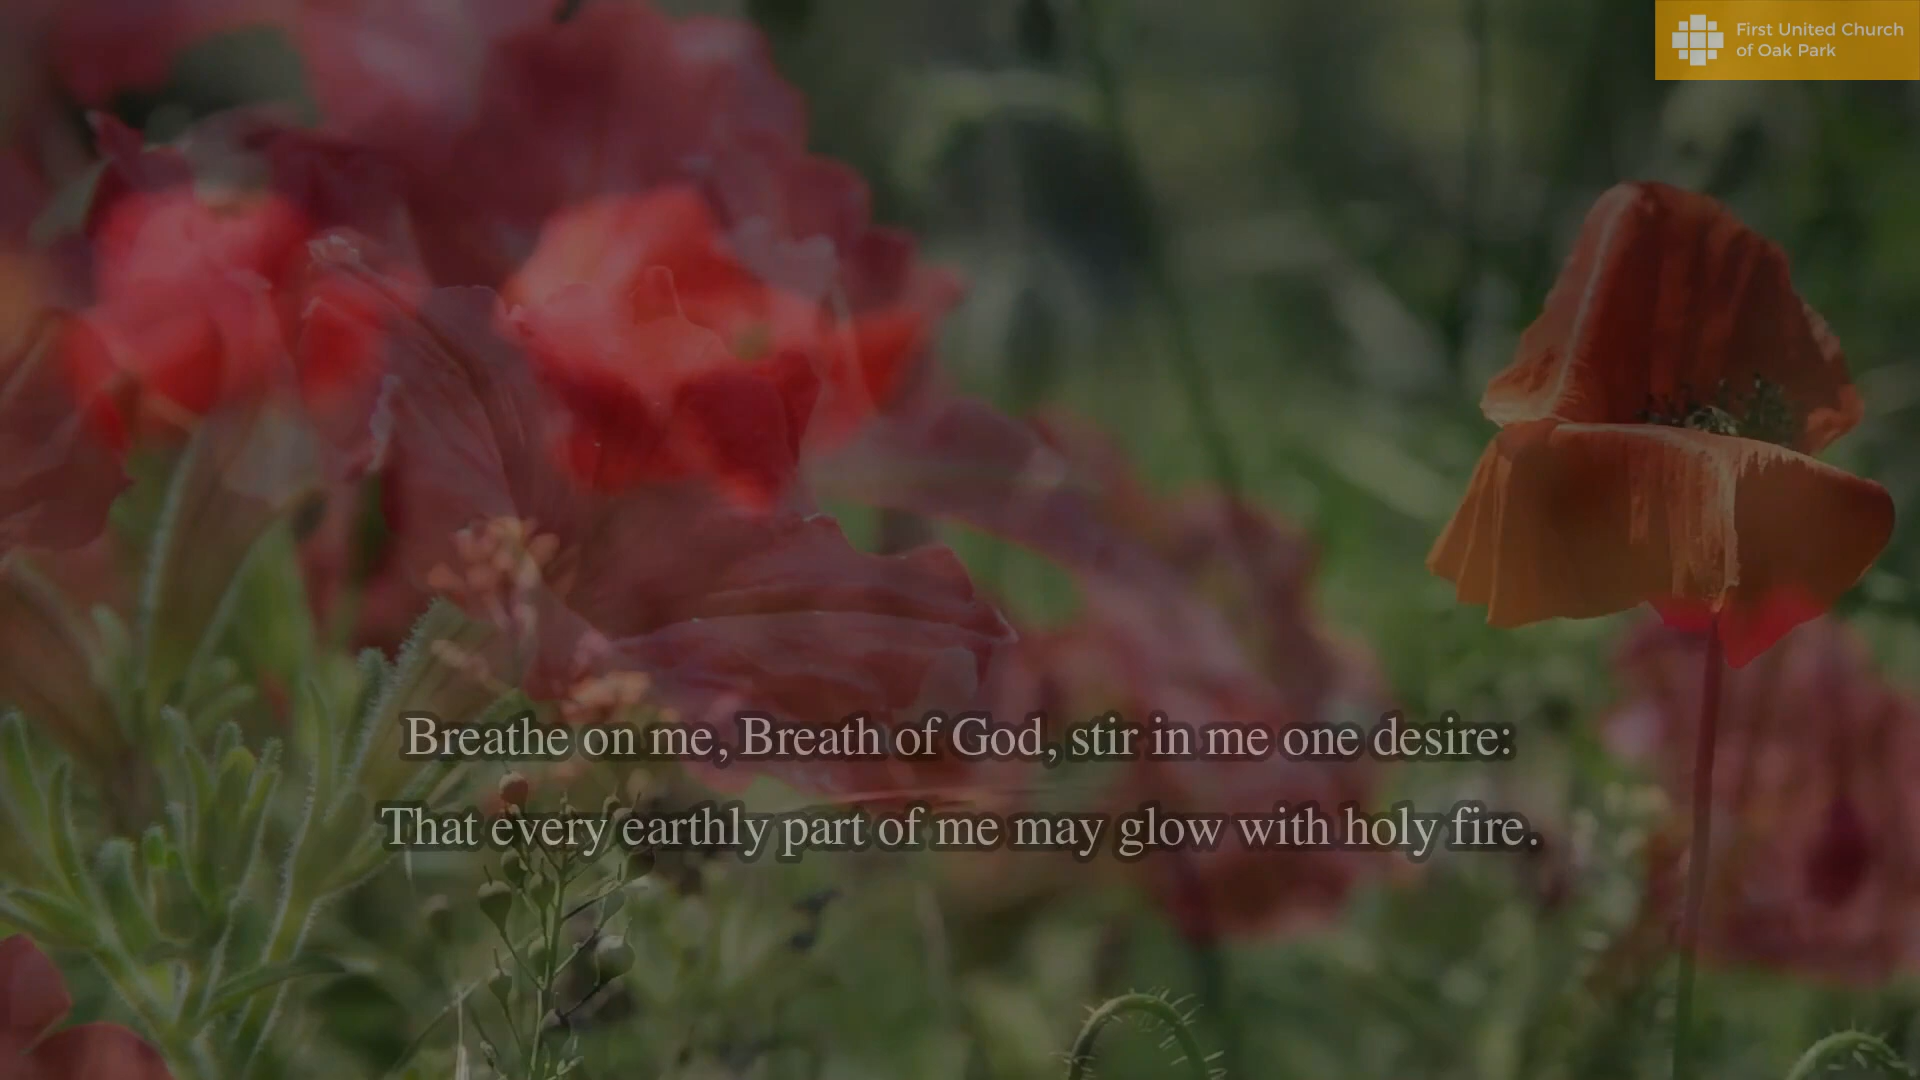 First United Church
of Oak Park
Breathe on me, Breath of God, stir in me one desire:
That every earthly part of me may glow with holy fire.